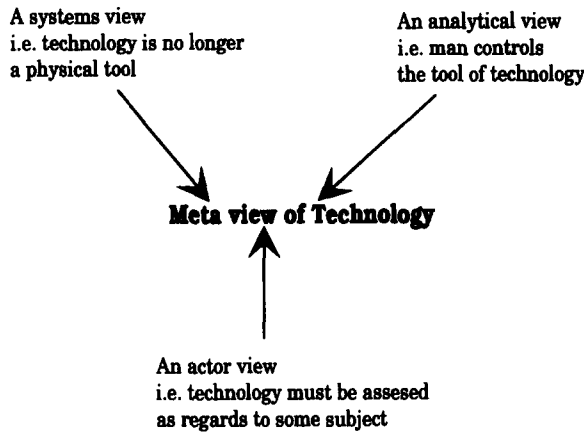 A systems view
i.e. technology is no longer
a physical tool
An analytical view
i.e. man controls
the tool of technology
Meta view of Technology
An actor view
i.e. technology must be assesed
as regards to some subject